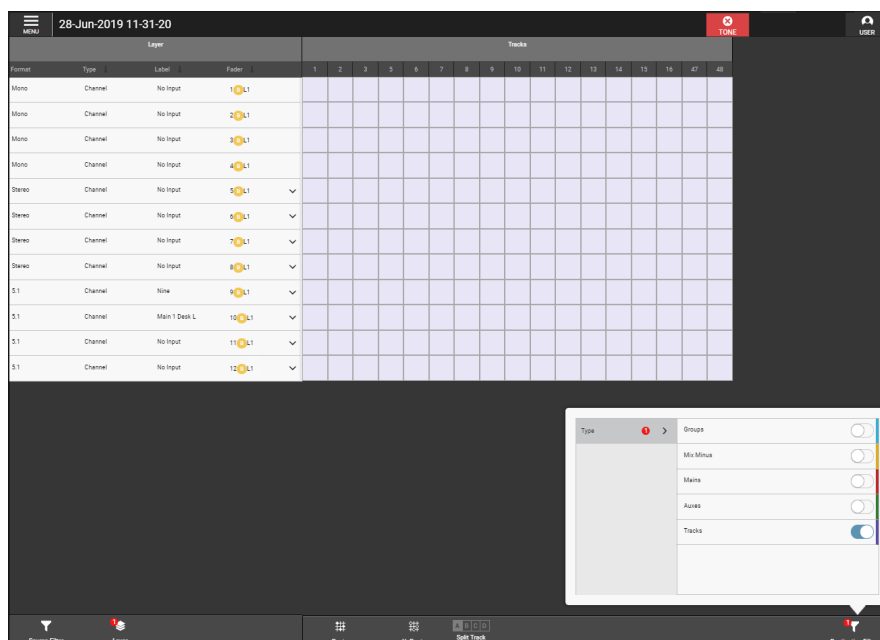 28-Jun-2019 11-31-20
MENU
TONE
USER
Layer Tracks
Format Type Label Fader 1 2 3 5 6 7 8 9 10 11 12 13 14 15 16 47 48
Mono Channel No Input 1 B L1
Mono Channel No Input 2 B L1
Mono Channel No Input 3 B L1
Mono Channel No Input 4 B L1
Stereo Channel No Input 5 B L1
Stereo Channel No Input 6 B L1
Stereo Channel No Input 7 B L1
Stereo Channel No Input 8 B L1
5.1 Channel Nine 9 B L1
5.1 Channel Main 1 Desk L 10 B L1
5.1 Channel No Input 11 B L1
5.1 Channel No Input 12 B L1
Type 1 Groups
Mix Minus
Mains
Auxes
Tracks
1 A B C D 1
Split Track